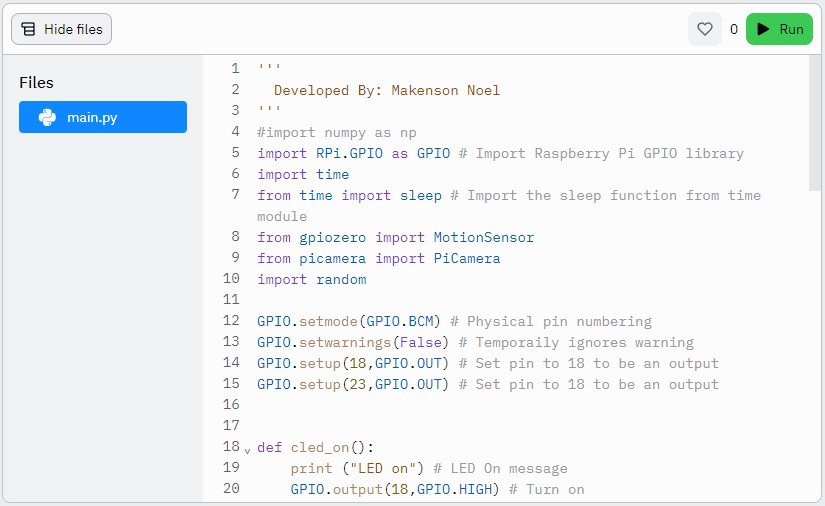 Hide files
0
Run
Files
main.py
1 '''
2   Developed By: Makenson Noel
3 '''
4 #import numpy as np
5 import RPi.GPIO as GPIO # Import Raspberry Pi GPIO library
6 import time
7 from time import sleep # Import the sleep function from time
module
8 from gpiozero import MotionSensor
9 from picamera import PiCamera
10 import random
11
12 GPIO.setmode(GPIO.BCM) # Physical pin numbering
13 GPIO.setwarnings(False) # Temporaily ignores warning
14 GPIO.setup(18,GPIO.OUT) # Set pin to 18 to be an output
15 GPIO.setup(23,GPIO.OUT) # Set pin to 18 to be an output
16
17
18 def cled_on():
19     print ("LED on") # LED On message
20     GPIO.output(18,GPIO.HIGH) # Turn on